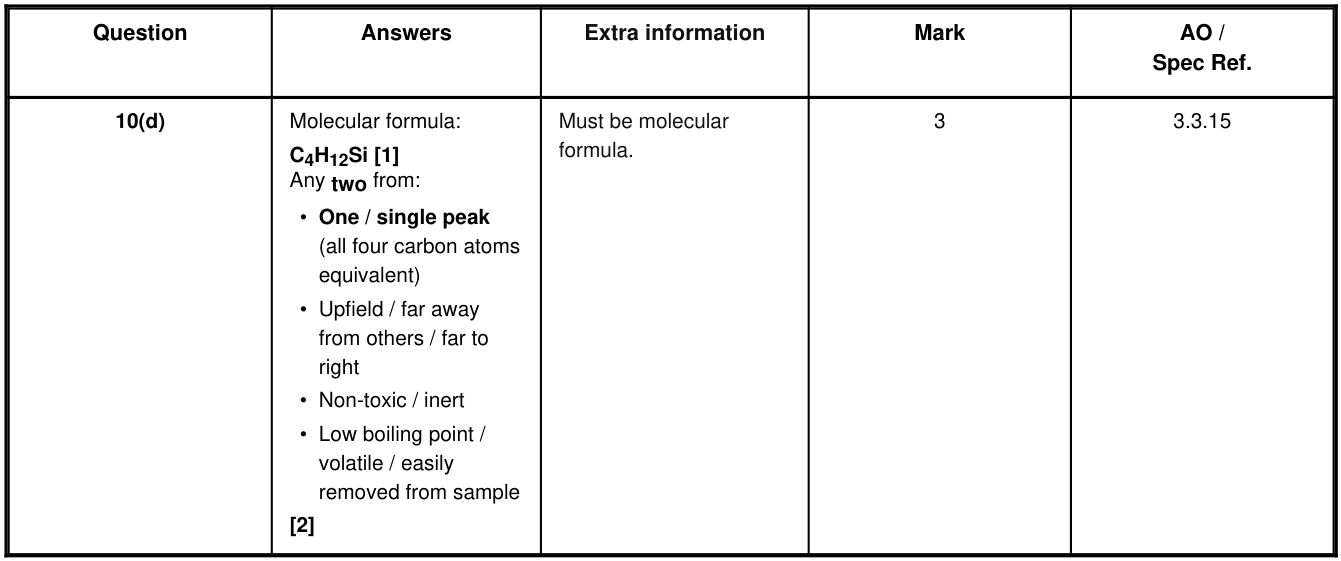 Question
Answers
Extra information
Mark
AO /
Spec Ref.
10(d)
Molecular formula:
C₄H₁₂Si [1]
Any two from:
• One / single peak
(all four carbon atoms
equivalent)
• Upfield / far away
from others / far to
right
• Non-toxic / inert
• Low boiling point /
volatile / easily
removed from sample
[2]
Must be molecular
formula.
3
3.3.15